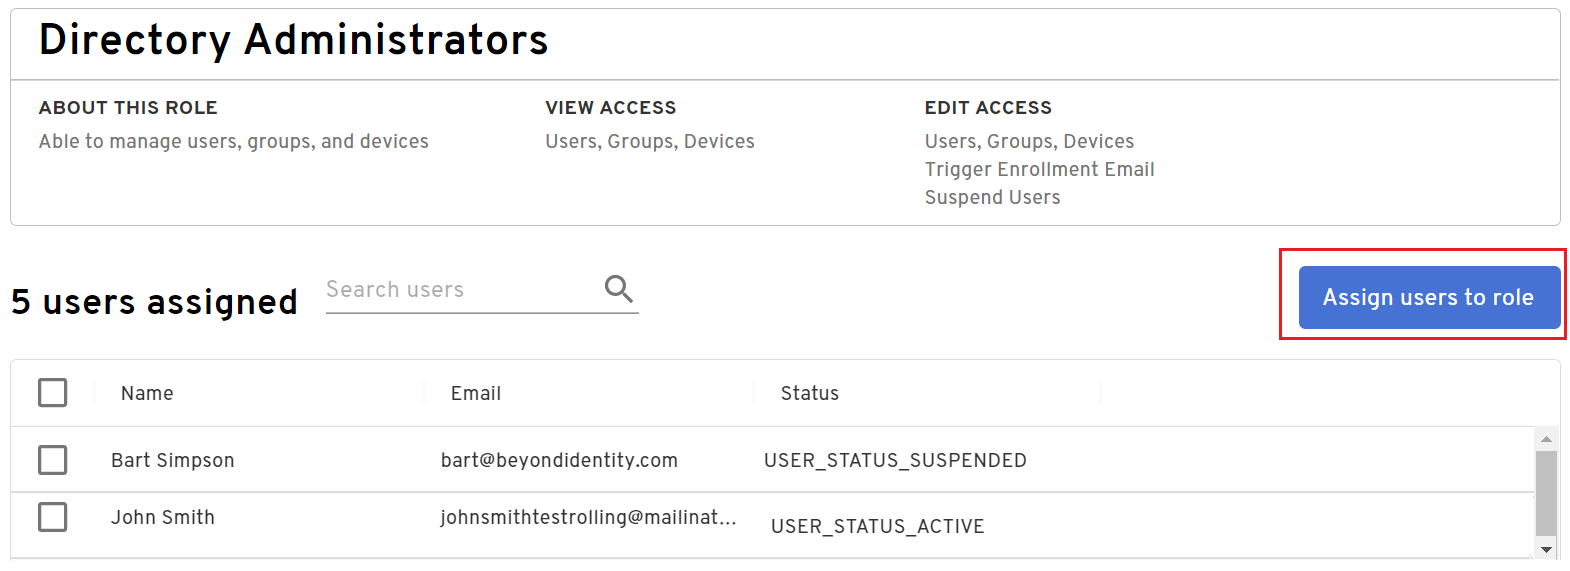 Directory Administrators
ABOUT THIS ROLE VIEW ACCESS EDIT ACCESS
Able to manage users, groups, and devices Users, Groups, Devices Users, Groups, Devices
Trigger Enrollment Email
Suspend Users
5 users assigned Search users Assign users to role
Name Email Status
Bart Simpson bart@beyondidentity.com USER_STATUS_SUSPENDED
John Smith johnsmithtestrolling@mailinat... USER_STATUS_ACTIVE